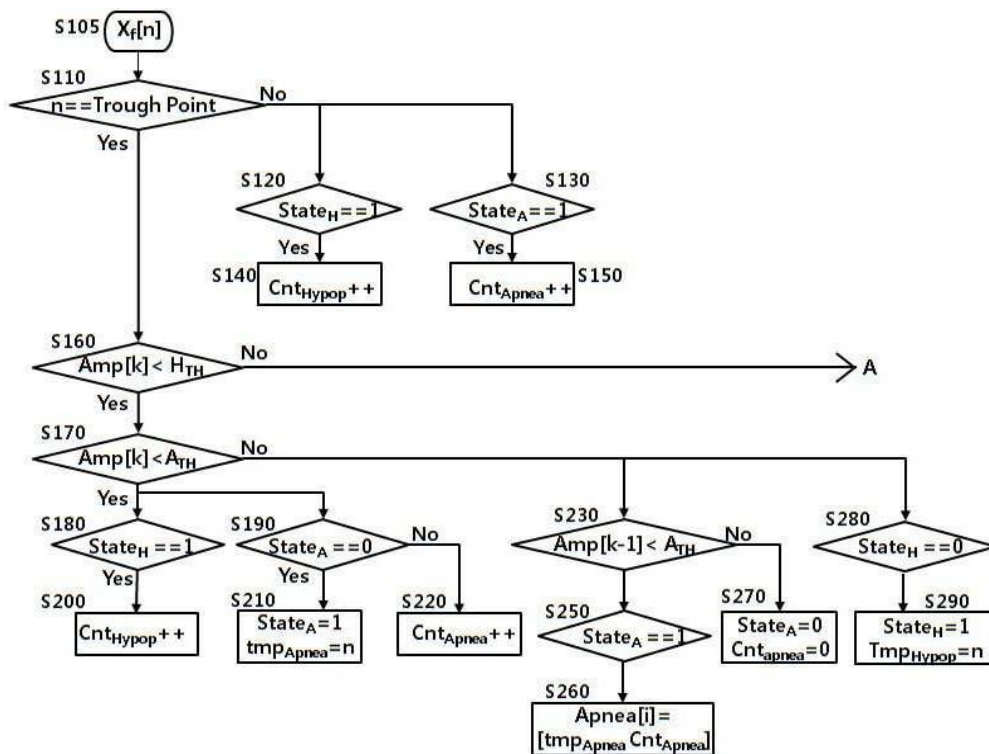 S105
Xf[n]
S110
n==Trough Point
No
Yes
S120
StateH==1
Yes
S130
StateA==1
Yes
S140
CntHypop++
CntApnea++
S150
S160
Amp[k]< HTH
No
A
Yes
S170
Amp[k]<ATH
No
Yes
S180
StateH==1
Yes
S190
StateA==0
No
Yes
S230
Amp[k-1]< ATH
No
S280
StateH==0
S200
CntHypop++
S210
StateA=1
tmpApnea=n
S220
CntApnea++
S250
StateA==1
S270
StateA=0
Cntapnea=0
S290
StateH=1
TmpHypop=n
S260
Apnea[i]=
[tmpApnea CntApnea]